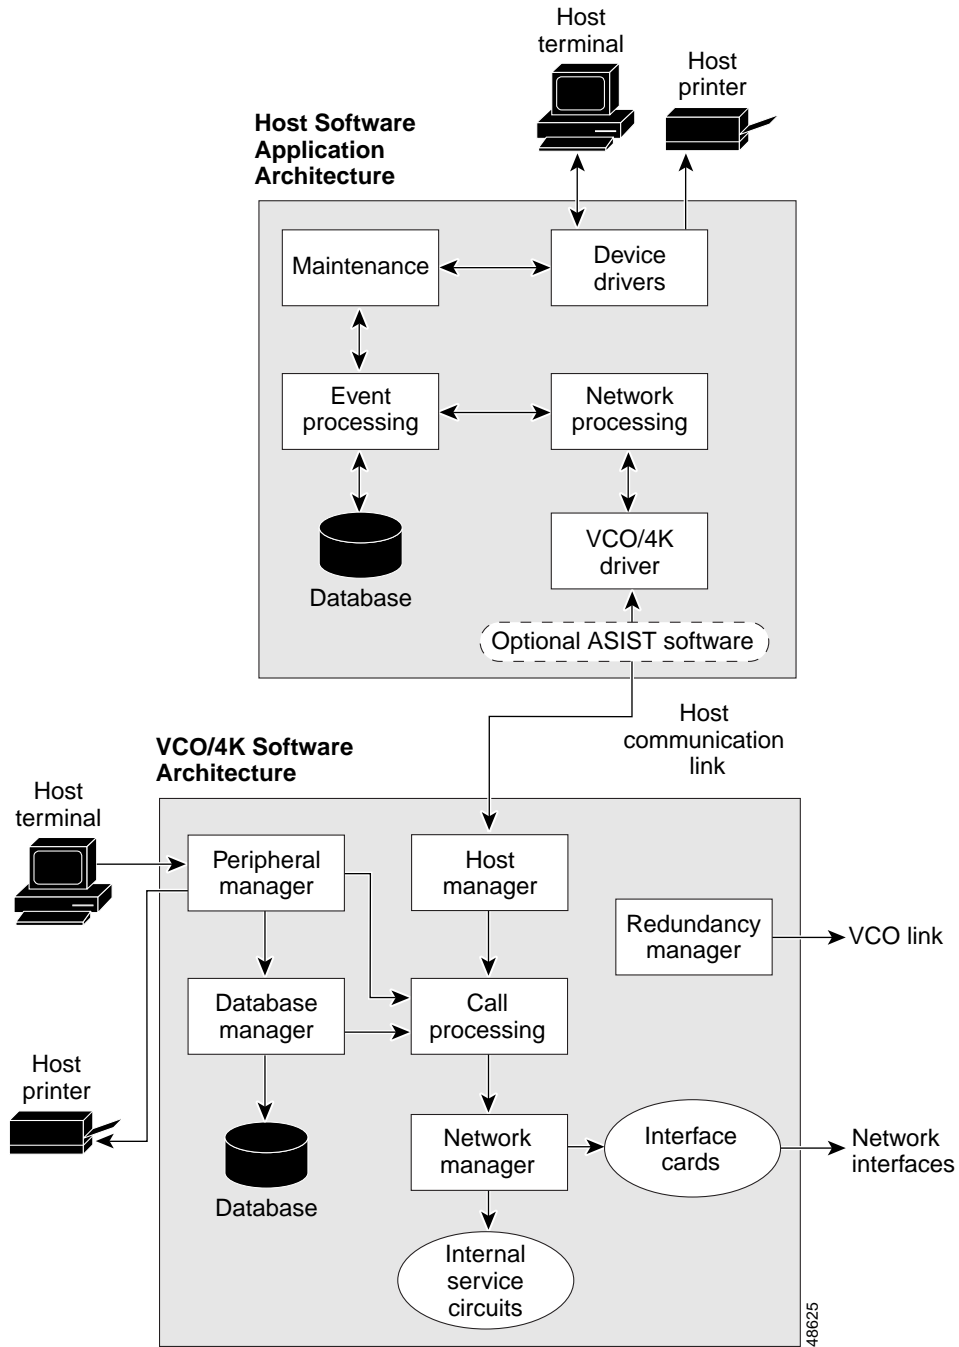 Host
terminal
Host
printer
Host Software
Application
Architecture
Maintenance
Device
drivers
Event
processing
Network
processing
VCO/4K
driver
Database
Optional ASIST software
Host
communication
link
VCO/4K Software
Architecture
Host
terminal
Peripheral
manager
Host
manager
Redundancy
manager
VCO link
Database
manager
Call
processing
Host
printer
Network
manager
Interface
cards
Network
interfaces
Database
Internal
service
circuits
48625